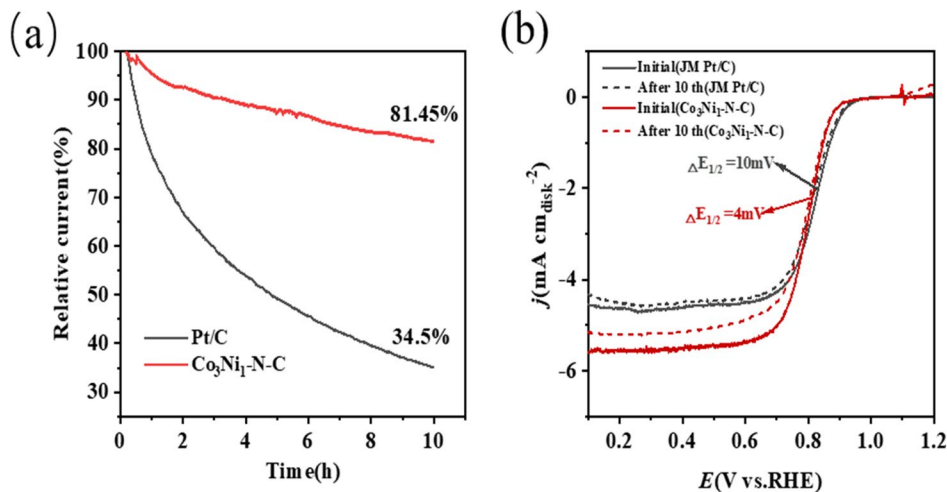 (a)
100
90
80
70
60
50
40
30
Relative current(%)
81.45%
34.5%
Pt/C
Co₃Ni₁-N-C
0 2 4 6 8 10
Time(h)
(b)
Initial(JM Pt/C)
After 10 th(JM Pt/C)
Initial(Co₃Ni₁-N-C)
After 10 th(Co₃Ni₁-N-C)
△E₁/₂ =10mV
△E₁/₂ =4mV
0
-2
-4
-6
j(mA cm_disk⁻²)
0.2 0.4 0.6 0.8 1.0 1.2
E(V vs.RHE)